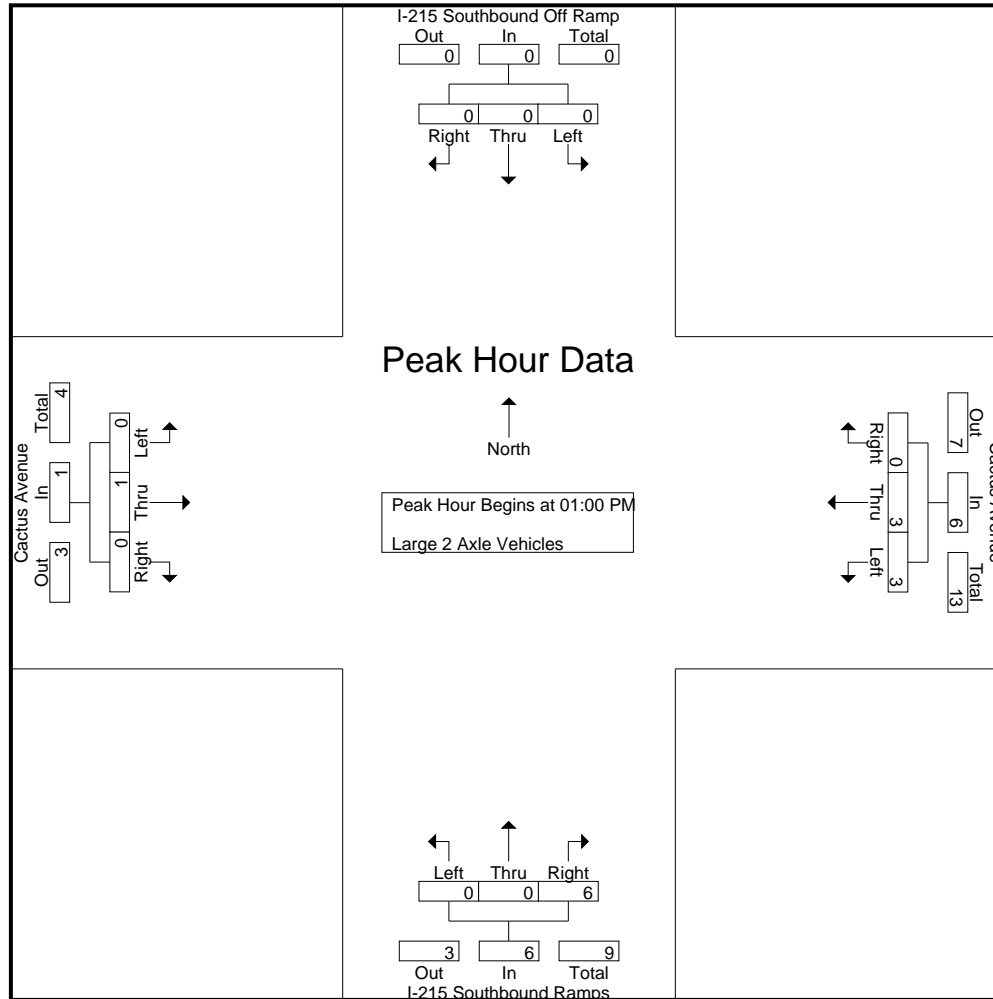 I-215 Southbound Off Ramp
Out In Total
0 0 0
0 0 0
Right Thru Left
Peak Hour Data
North
Peak Hour Begins at 01:00 PM
Large 2 Axle Vehicles
Cactus Avenue
Out In Total
3 1 4
Right Thru Left
0 1 0
Out In Total
7 6 13
Right Thru Left
0 3 3
Left Thru Right
0 0 6
3 6 9
Out In Total
I-215 Southbound Ramps